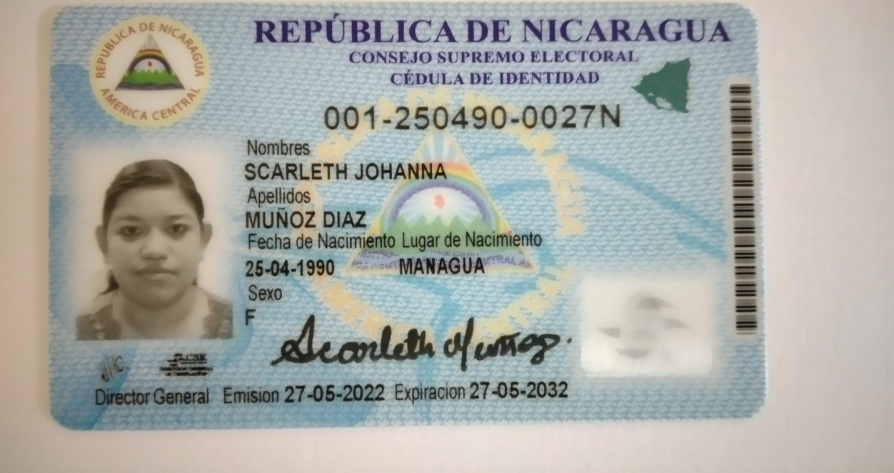 REPÚBLICA DE NICARAGUA
CONSEJO SUPREMO ELECTORAL
CÉDULA DE IDENTIDAD
REPUBLICA DE NICARAGUA
AMERICA CENTRAL
001-250490-0027N
Nombres
SCARLETH JOHANNA
Apellidos
MUÑOZ DIAZ
Fecha de Nacimiento Lugar de Nacimiento
25-04-1990 MANAGUA
Sexo
F
Scarleth Muñoz.
Director General Emision 27-05-2022 Expiracion 27-05-2032